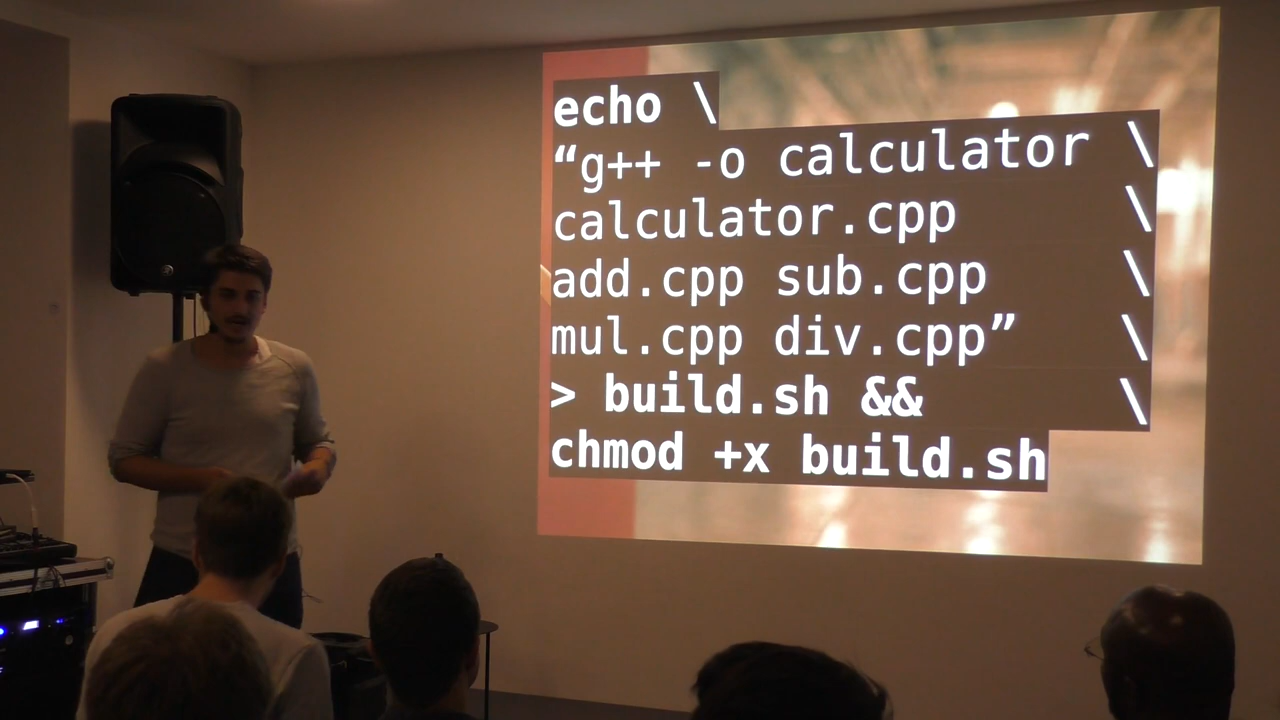 echo \
“g++ -o calculator \
calculator.cpp \
add.cpp sub.cpp \
mul.cpp div.cpp” \
> build.sh && \
chmod +x build.sh